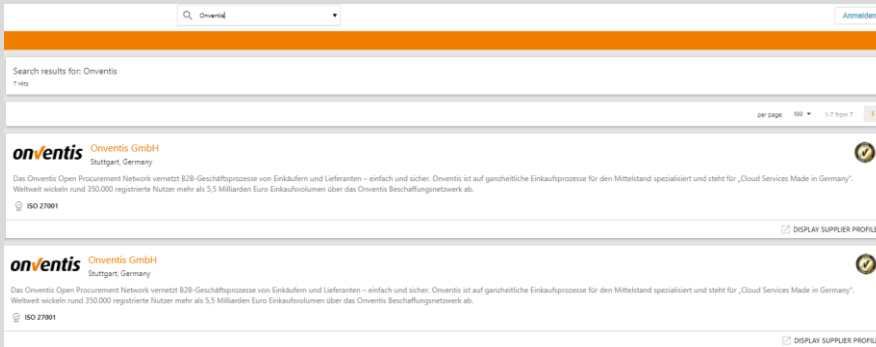 Onventis
Anmelden
Search results for: Onventis
7 Hits
per page: 100 1-7 from 7 1
onventis Onventis GmbH
Stuttgart, Germany
Das Onventis Open Procurement Network vernetzt B2B-Geschäftsprozesse von Einkäufern und Lieferanten – einfach und sicher. Onventis ist auf ganzheitliche Einkaufsprozesse für den Mittelstand spezialisiert und steht für „Cloud Services Made in Germany“.
Weltweit wickeln rund 350.000 registrierte Nutzer mehr als 5,5 Milliarden Euro Einkaufsvolumen über das Onventis Beschaffungsnetzwerk ab.
ISO 27001
DISPLAY SUPPLIER PROFILE
onventis Onventis GmbH
Stuttgart, Germany
Das Onventis Open Procurement Network vernetzt B2B-Geschäftsprozesse von Einkäufern und Lieferanten – einfach und sicher. Onventis ist auf ganzheitliche Einkaufsprozesse für den Mittelstand spezialisiert und steht für „Cloud Services Made in Germany“.
Weltweit wickeln rund 350.000 registrierte Nutzer mehr als 5,5 Milliarden Euro Einkaufsvolumen über das Onventis Beschaffungsnetzwerk ab.
ISO 27001
DISPLAY SUPPLIER PROFILE